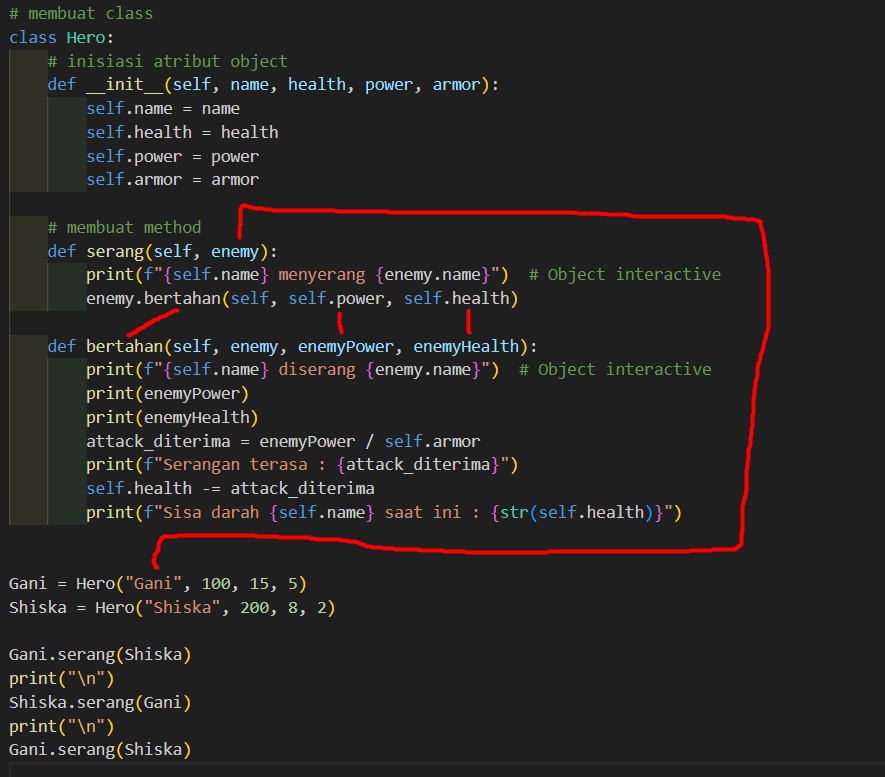 # membuat class
class Hero:
    # inisiasi atribut object
    def __init__(self, name, health, power, armor):
        self.name = name
        self.health = health
        self.power = power
        self.armor = armor
    # membuat method
    def serang(self, enemy):
        print(f"{self.name} menyerang {enemy.name}")  # Object interactive
        enemy.bertahan(self, self.power, self.health)
    def bertahan(self, enemy, enemyPower, enemyHealth):
        print(f"{self.name} diserang {enemy.name}")  # Object interactive
        print(enemyPower)
        print(enemyHealth)
        attack_diterima = enemyPower / self.armor
        print(f"Serangan terasa : {attack_diterima}")
        self.health -= attack_diterima
        print(f"Sisa darah {self.name} saat ini : {str(self.health)}")
Gani = Hero("Gani", 100, 15, 5)
Shiska = Hero("Shiska", 200, 8, 2)
Gani.serang(Shiska)
print("\n")
Shiska.serang(Gani)
print("\n")
Gani.serang(Shiska)